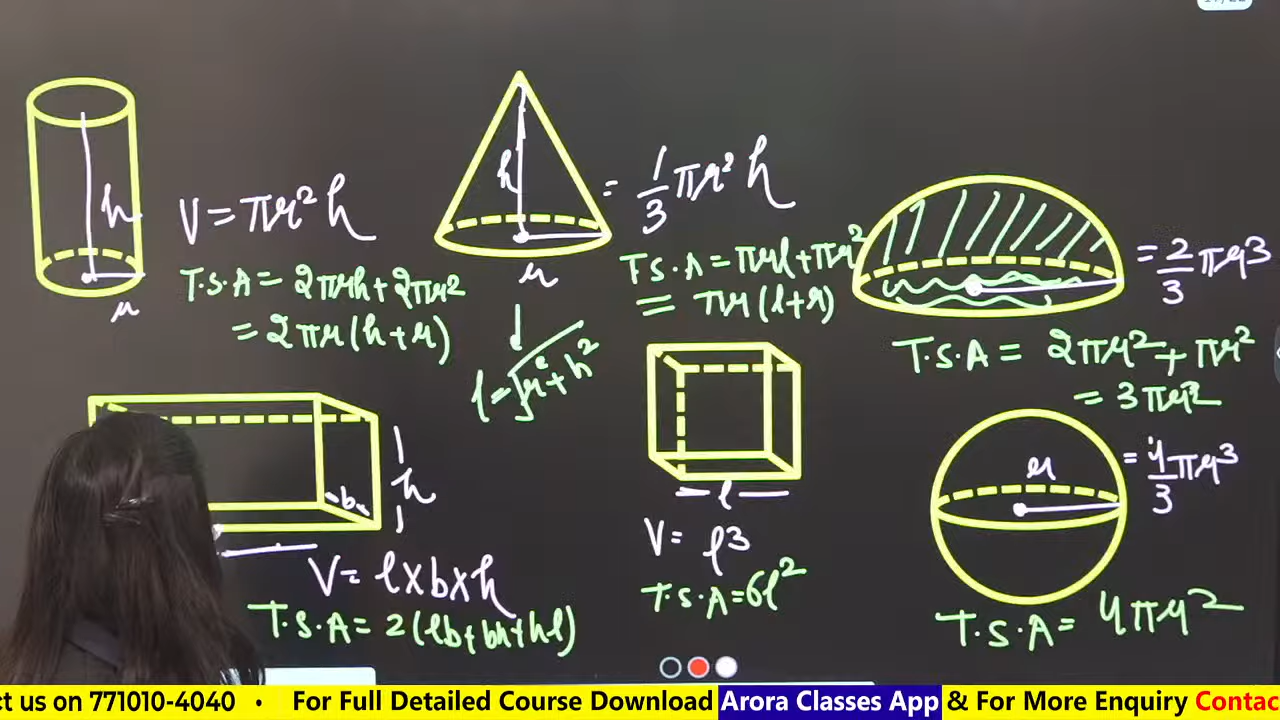 h
r
V = πr² h
T.S.A = 2πrh + 2πr²
= 2πr (h + r)
h
r
= 1/3 πr² h
T.S.A = πrl + πr²
= πr (l + r)
l = √r² + h²
= 2/3 πr³
T.S.A = 2πr² + πr²
= 3πr²
b
h
V = l x b x h
T.S.A = 2 (lb + bh + hl)
l
V = l³
T.S.A = 6l²
r
= 4/3 πr³
T.S.A = 4πr²
ct us on 771010-4040 • For Full Detailed Course Download Arora Classes App & For More Enquiry Contac